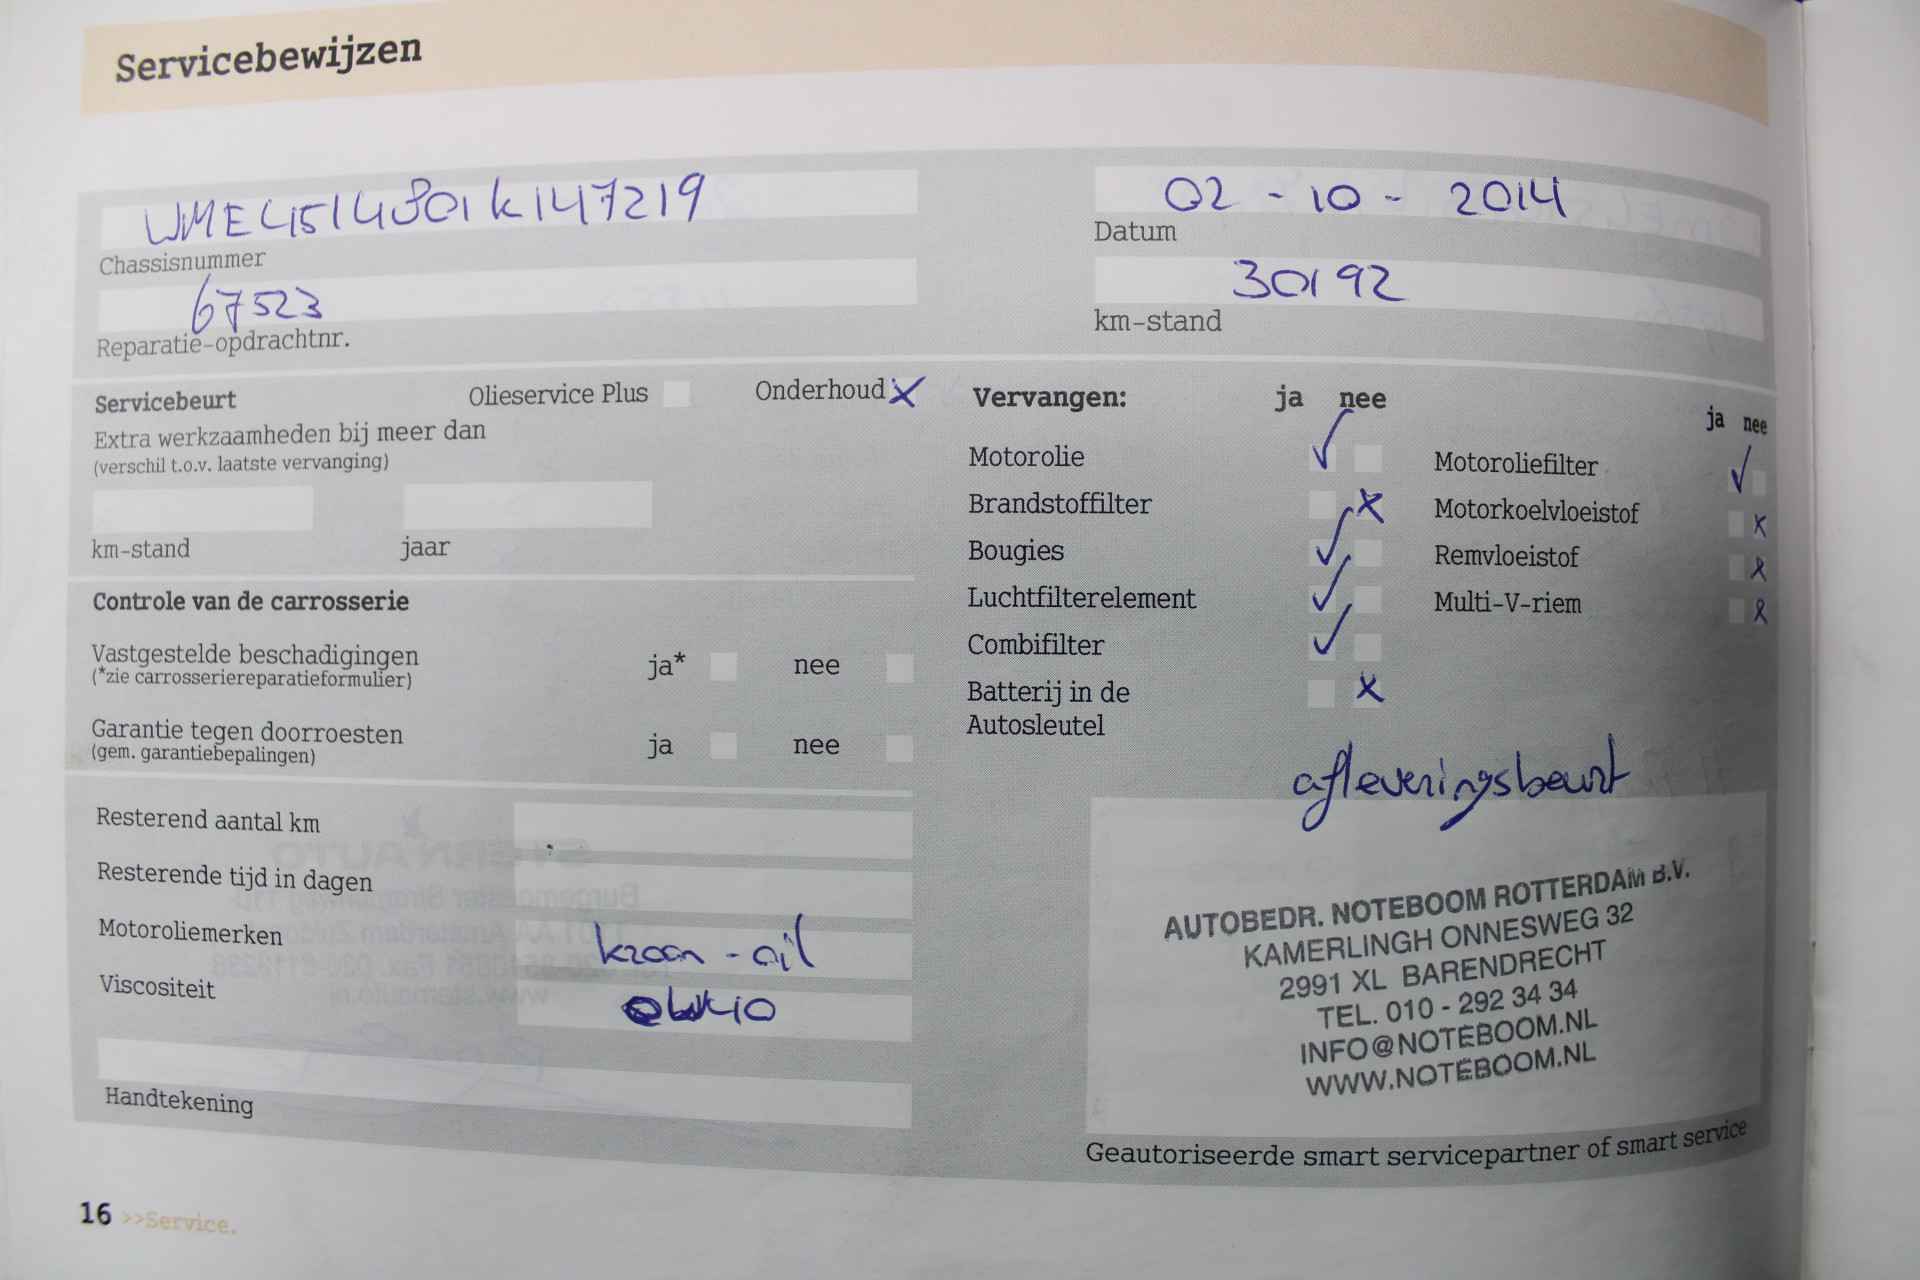 Servicebewijzen
WME4514801K147219
Chassisnummer
67523
Reparatie-opdrachtnr.
02 - 10 - 2014
Datum
30192
km-stand
Servicebeurt Olieservice Plus Onderhoud X
Extra werkzaamheden bij meer dan
(verschil t.o.v. laatste vervanging)
km-stand jaar
Controle van de carrosserie
Vastgestelde beschadigingen ja* nee
(*zie carrosseriereparatieformulier)
Garantie tegen doorroesten ja nee
(gem. garantiebepalingen)
Resterend aantal km
Resterende tijd in dagen
Motoroliemerken kroon-oil
Viscositeit 0W40
Handtekening
Vervangen: ja nee
Motorolie
Brandstoffilter X
Bougies
Luchtfilterelement
Combifilter
Batterij in de X
Autosleutel
ja nee
Motoroliefilter
Motorkoelvloeistof X
Remvloeistof X
Multi-V-riem X
afleveringsbeurt
AUTOBEDR. NOTEBOOM ROTTERDAM B.V.
KAMERLINGH ONNESWEG 32
2991 XL BARENDRECHT
TEL. 010 - 292 34 34
INFO@NOTEBOOM.NL
WWW.NOTEBOOM.NL
Geautoriseerde smart servicepartner of smart service
16 >>Service.